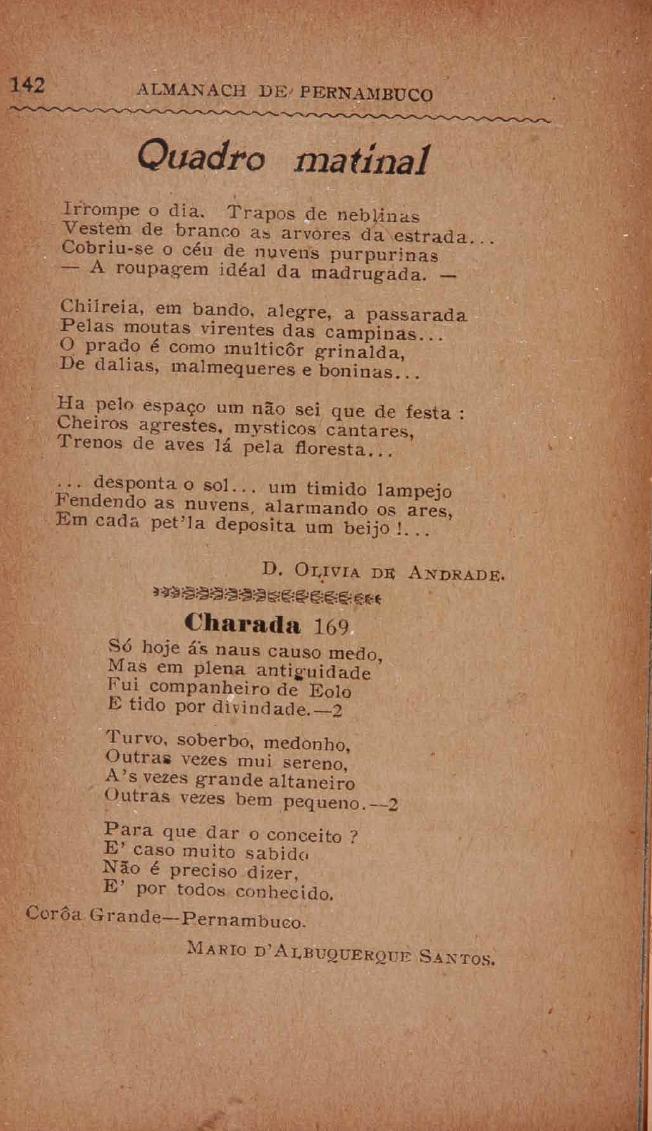 142 ALMANACH DE PERNAMBUCO
Quadro matinal
Irrompe o dia. Trapos de neblinas
Vestem de branco as arvores da estrada...
Cobriu-se o céu de nuvens purpurinas
— A roupagem idéal da madrugada. —
Chilreia, em bando, alegre, a passarada
Pelas moutas virentes das campinas...
O prado é como multicôr grinalda,
De dalias, malmequeres e boninas...
Ha pelo espaço um não sei que de festa :
Cheiros agrestes, mysticos cantares,
Trenos de aves lá pela floresta...
... desponta o sol... um timido lampejo
Fendendo as nuvens, alarmando os ares,
Em cada pet'la deposita um beijo !...
D. OLIVIA DE ANDRADE.
Charada 169.
Só hoje ás naus causo medo,
Mas em plena antiguidade
Fui companheiro de Eolo
E tido por divindade.—2
Turvo, soberbo, medonho,
Outras vezes mui sereno,
A's vezes grande altaneiro
Outras vezes bem pequeno.—2
Para que dar o conceito ?
E' caso muito sabido
Não é preciso dizer,
E' por todos conhecido.
Corôa Grande—Pernambuco.
MARIO D'ALBUQUERQUE SANTOS.